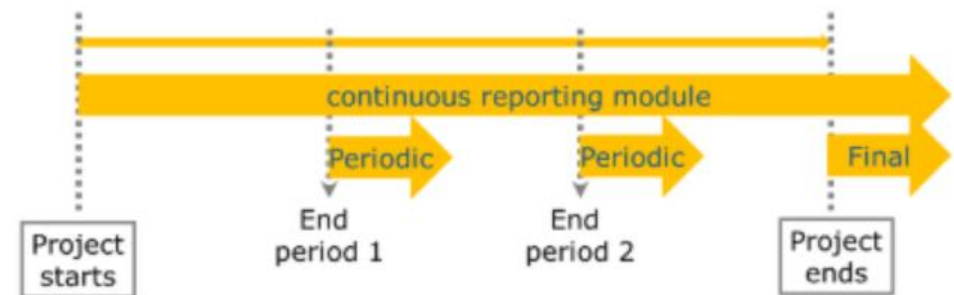 continuous reporting module
Periodic
Periodic
Final
End
period 1
End
period 2
Project
starts
Project
ends